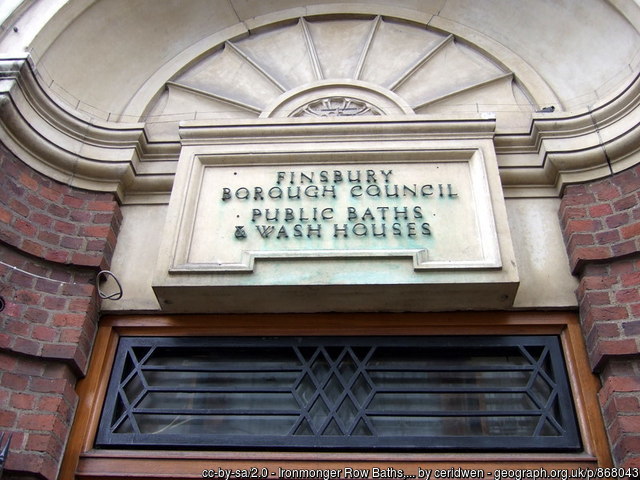 FINSBURY
BOROUGH COUNCIL
PUBLIC BATHS
& WASH HOUSES
cc-by-sa/2.0 - Ironmonger Row Baths,... by ceridwen - geograph.org.uk/p/868043